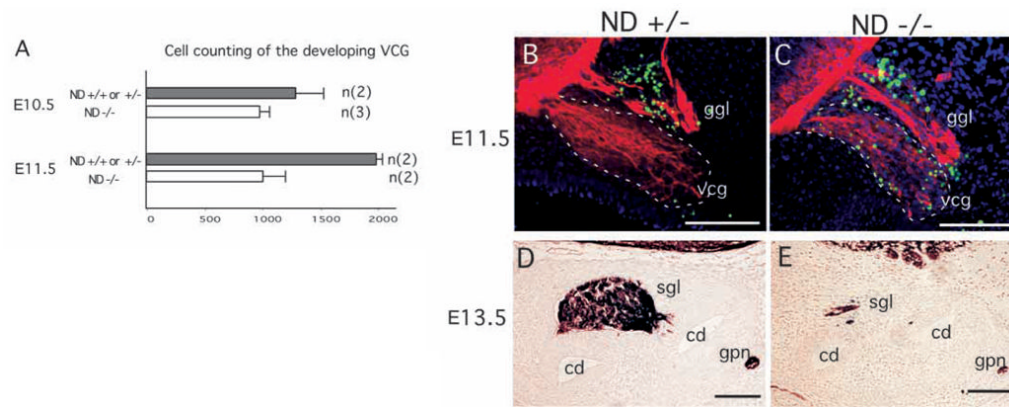 A
Cell counting of the developing VCG
E10.5
ND +/+ or +/-
n(2)
ND-/-
n(3)
E11.5
ND +/+ or +/-
n(2)
ND-/-
n(2)
0 500 1000 1500 2000
ND +/- ND -/-
E11.5
B
ggl
vcg
C
ggl
vcg
E13.5
D
sgl
cd
cd
gpn
E
sgl
cd
cd
gpn